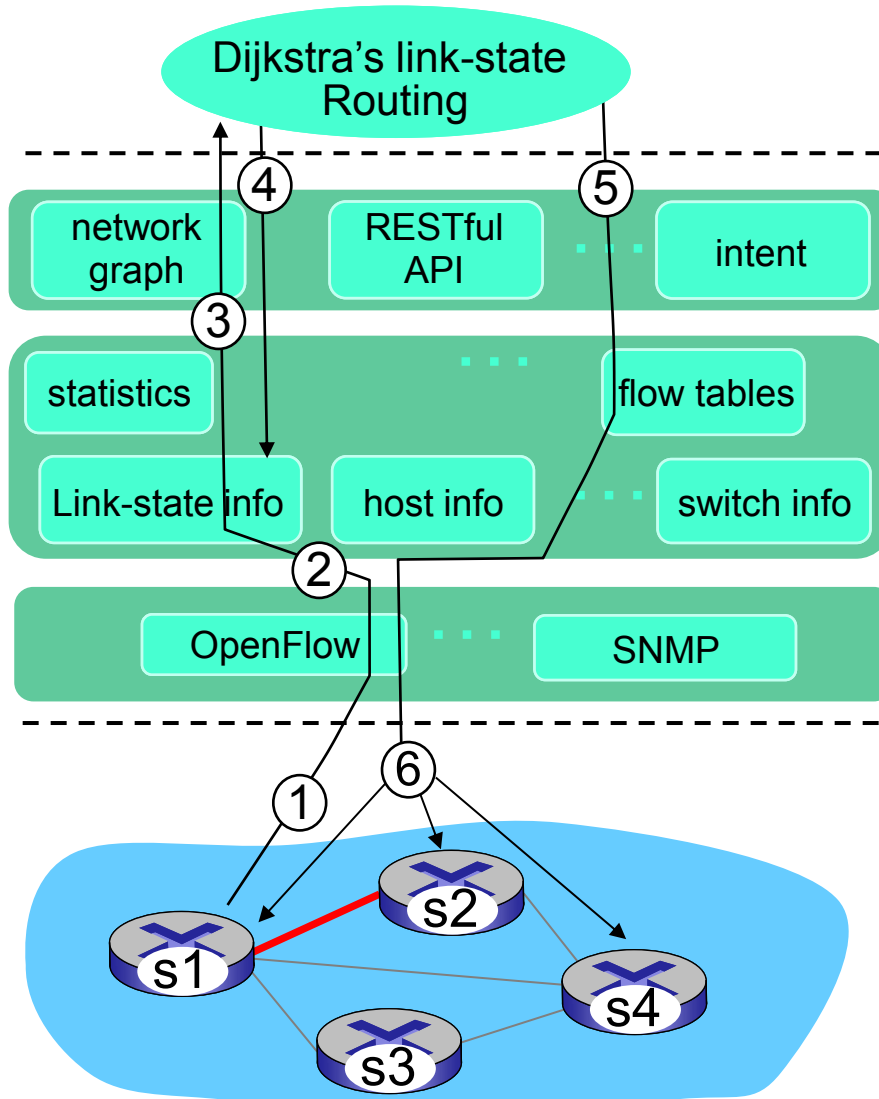 Dijkstra’s link-state
Routing
4
5
network
graph
RESTful
API
intent
3
statistics
flow tables
Link-state info
host info
switch info
2
OpenFlow
SNMP
1
6
s2
s1
s4
s3